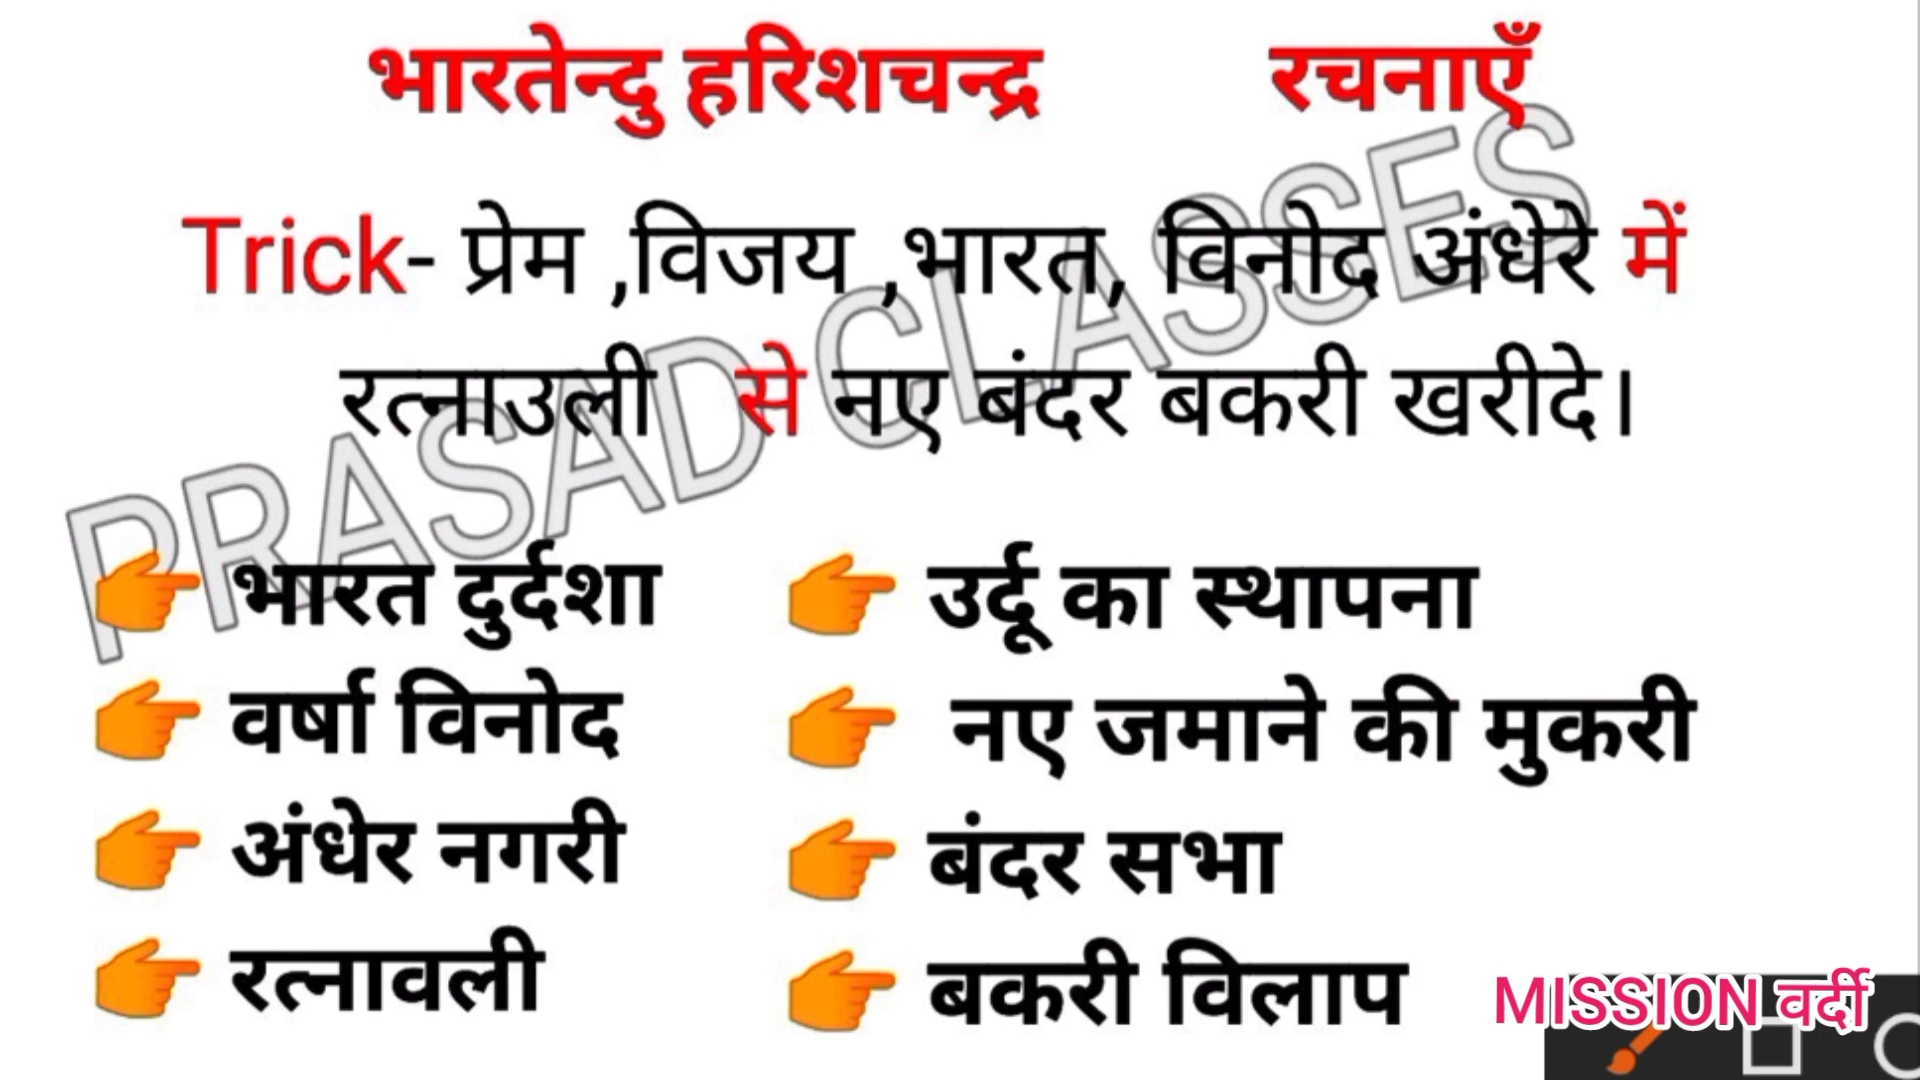 भारतेन्दु हरिशचन्द्र रचनाएँ
Trick- प्रेम ,विजय ,भारत, विनोद अंधेरे में
रत्नाउली से नए बंदर बकरी खरीदे।
PRASAD CLASSES
भारत दुर्दशा
वर्षा विनोद
अंधेर नगरी
रत्नावली
उर्दू का स्थापना
नए जमाने की मुकरी
बंदर सभा
बकरी विलाप
MISSION वर्दी